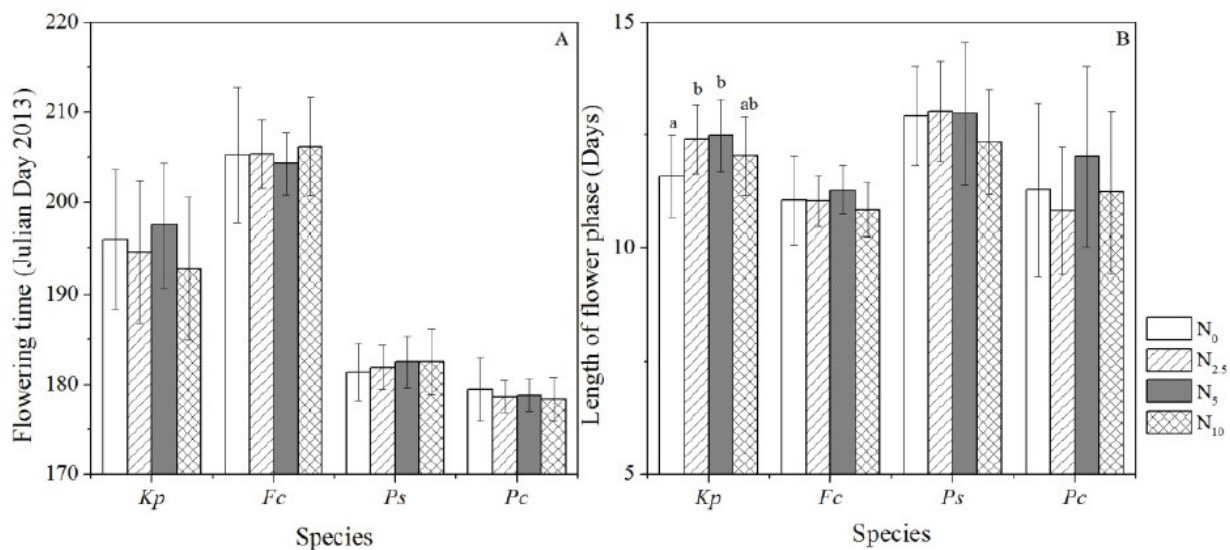 A
Flowering time (Julian Day 2013)
220
210
200
190
180
170
Kp Fc Ps Pc
Species
B
Length of flower phase (Days)
15
10
5
a b b ab
Kp Fc Ps Pc
Species
N0
N2.5
N5
N10